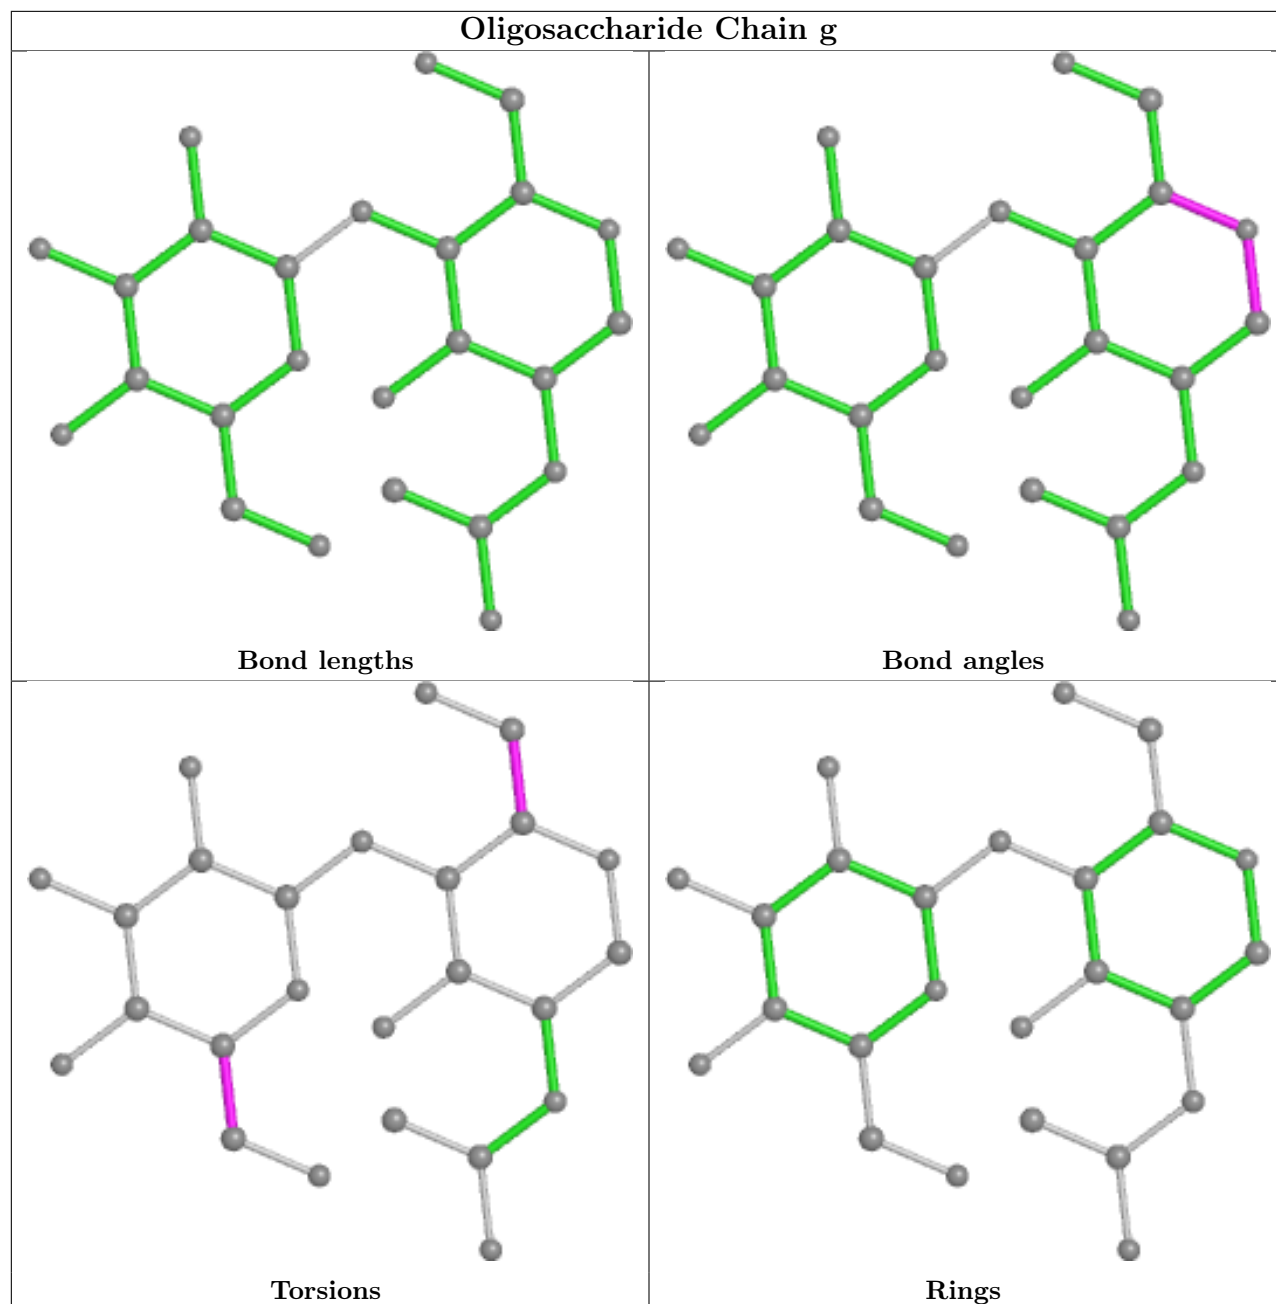 Oligosaccharide Chain g
Bond lengths
Bond angles
Torsions
Rings